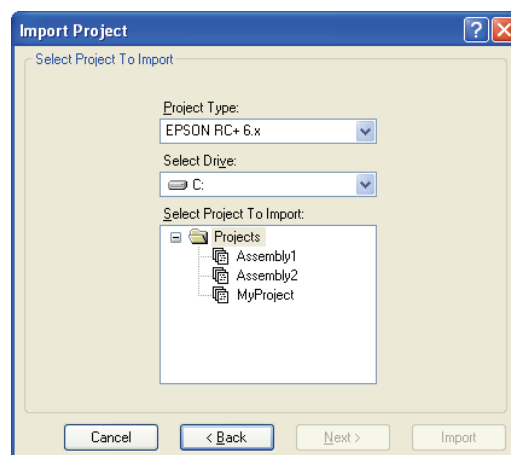 Import Project
Select Project To Import
Project Type:
EPSON RC+ 6.x
Select Drive:
C:
Select Project To Import:
Projects
Assembly1
Assembly2
MyProject
Cancel
< Back
Next >
Import